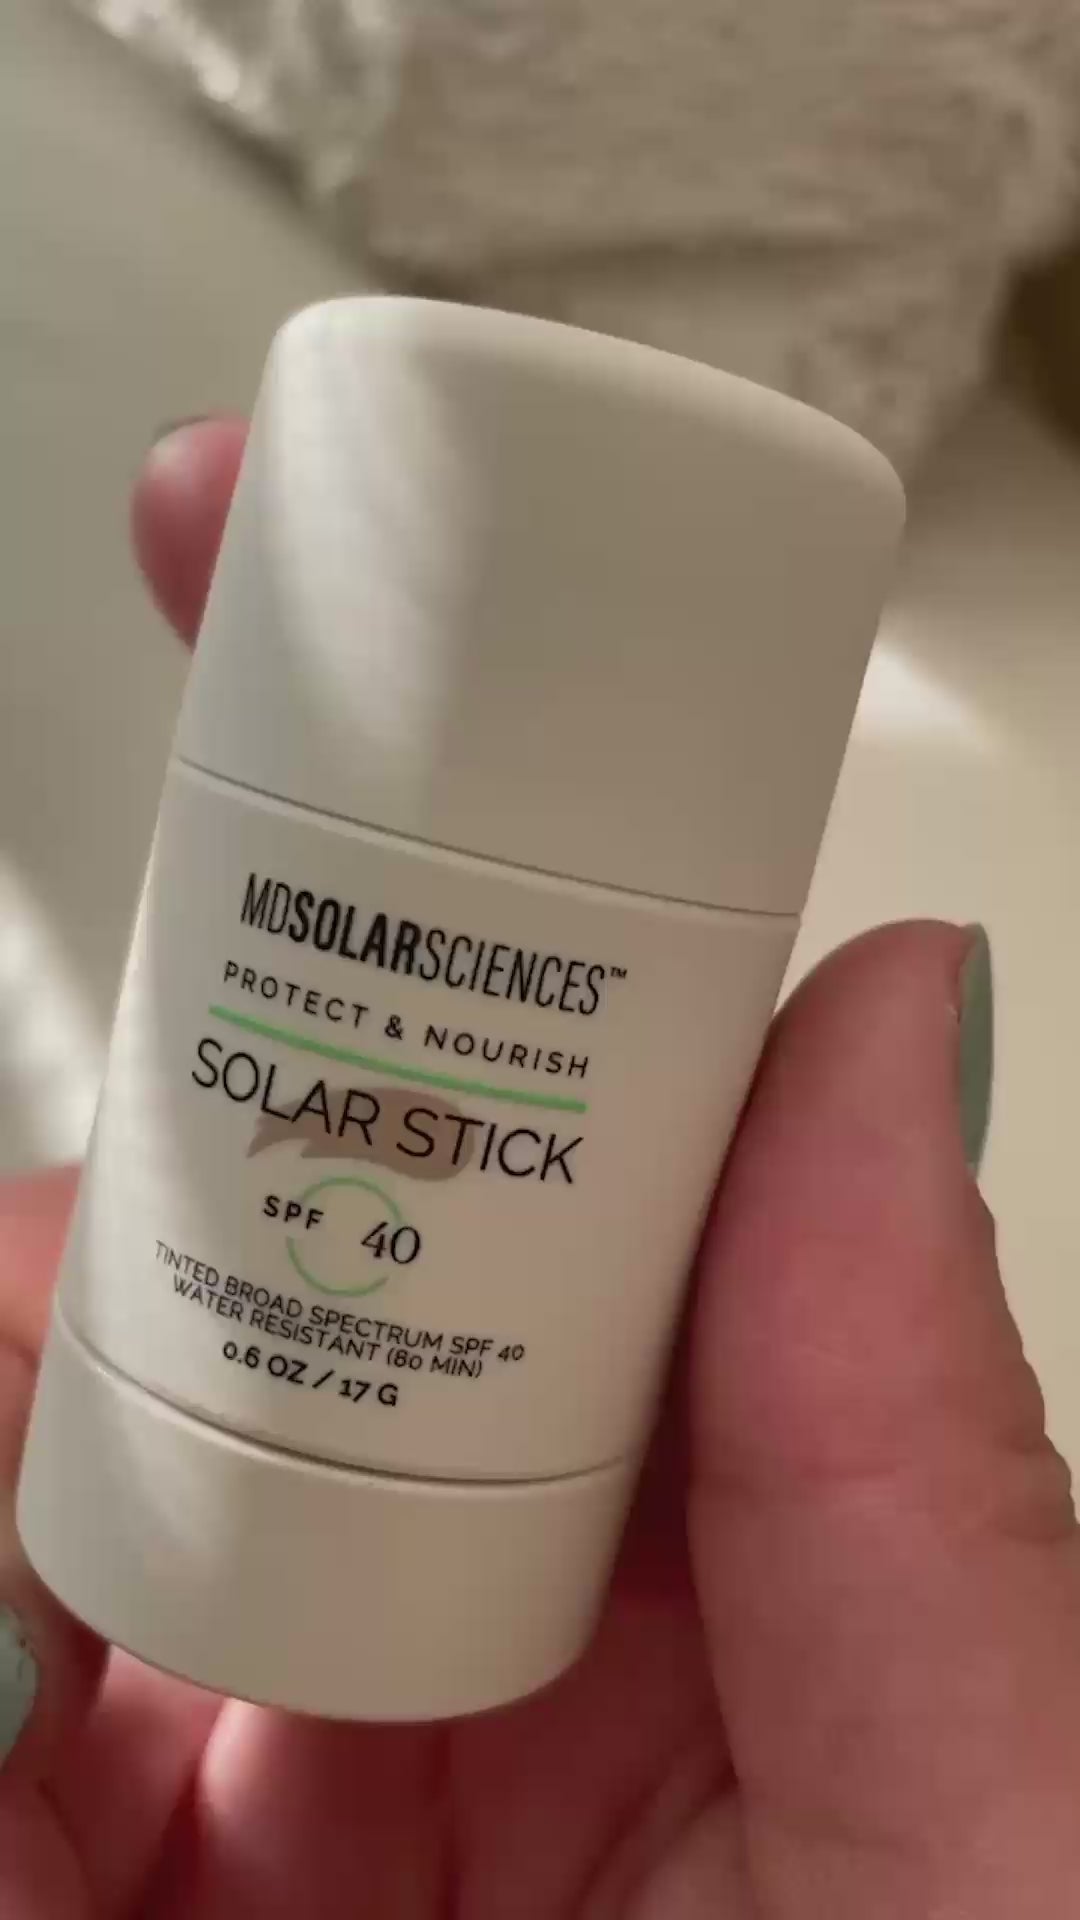 MDSOLARSCIENCES™
PROTECT & NOURISH
SOLAR STICK
SPF 40
TINTED BROAD SPECTRUM SPF 40
WATER RESISTANT (80 MIN)
0.6 OZ / 17 G